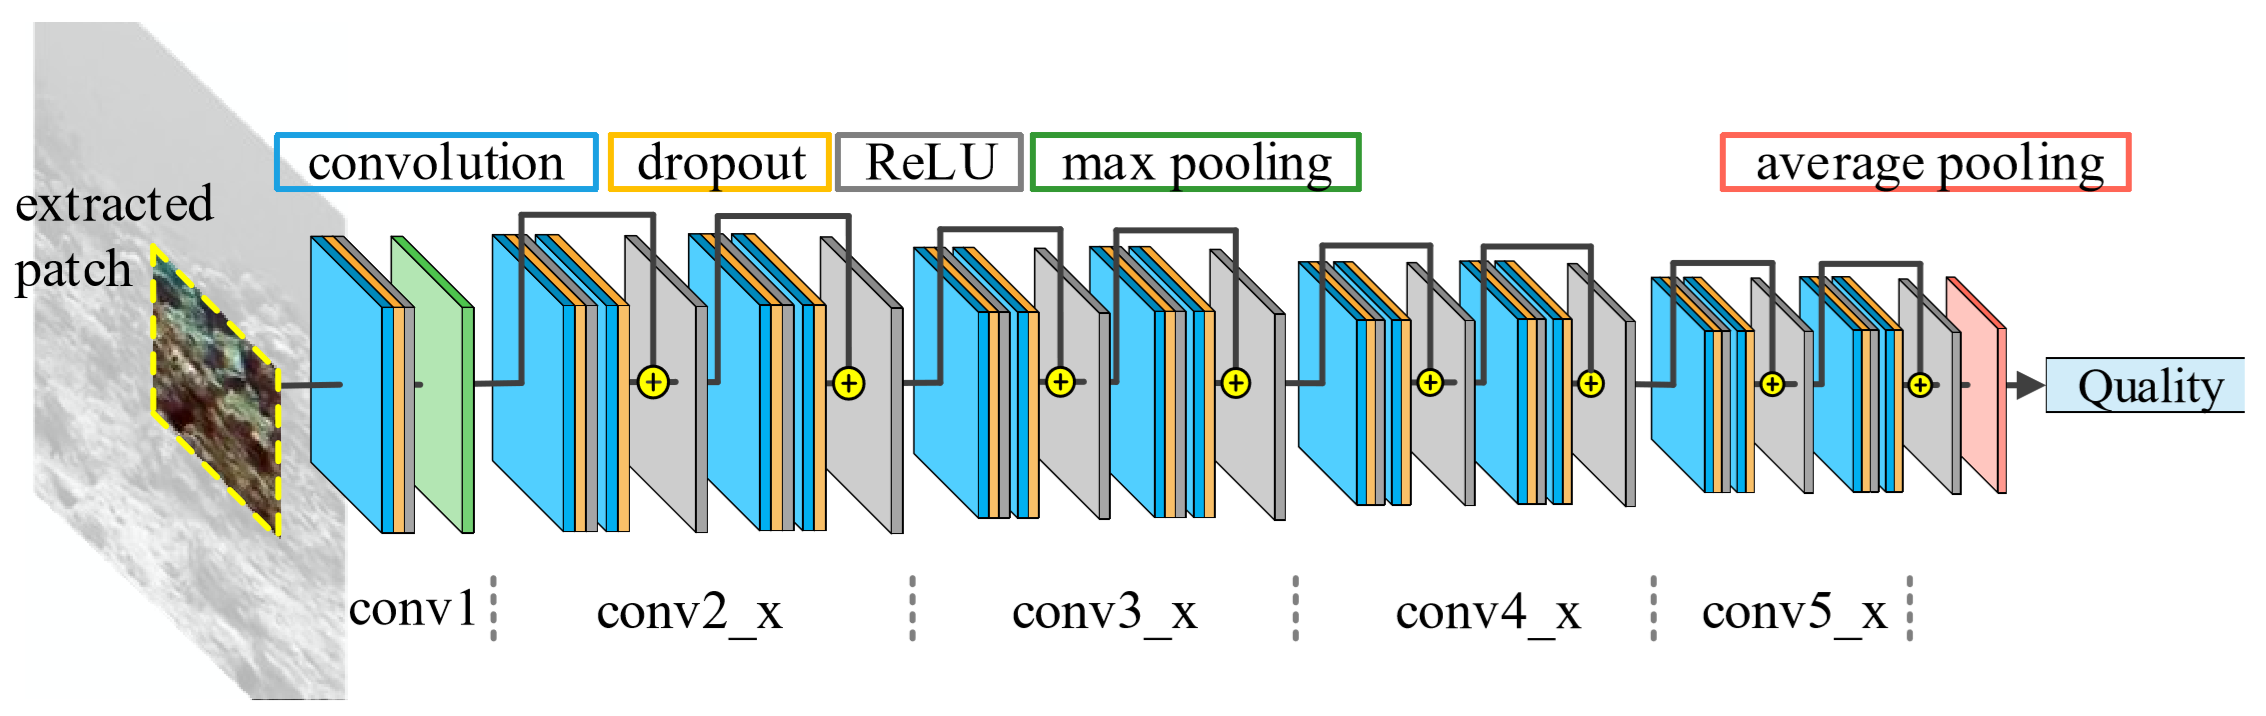 convolution
dropout
ReLU
max pooling
average pooling
extracted
patch
+
+
+
+
+
+
+
+
Quality
conv1
conv2_x
conv3_x
conv4_x
conv5_x